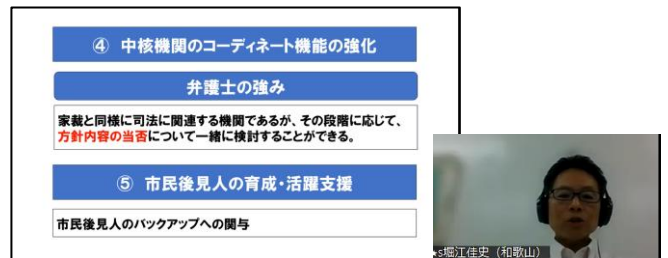 ④ 中核機関のコーディネート機能の強化
弁護士の強み
家裁と同様に司法に関連する機関であるが、その段階に応じて、
方針内容の当否について一緒に検討することができる。
⑤ 市民後見人の育成・活躍支援
市民後見人のバックアップへの関与
s堀江佳史（和歌山）